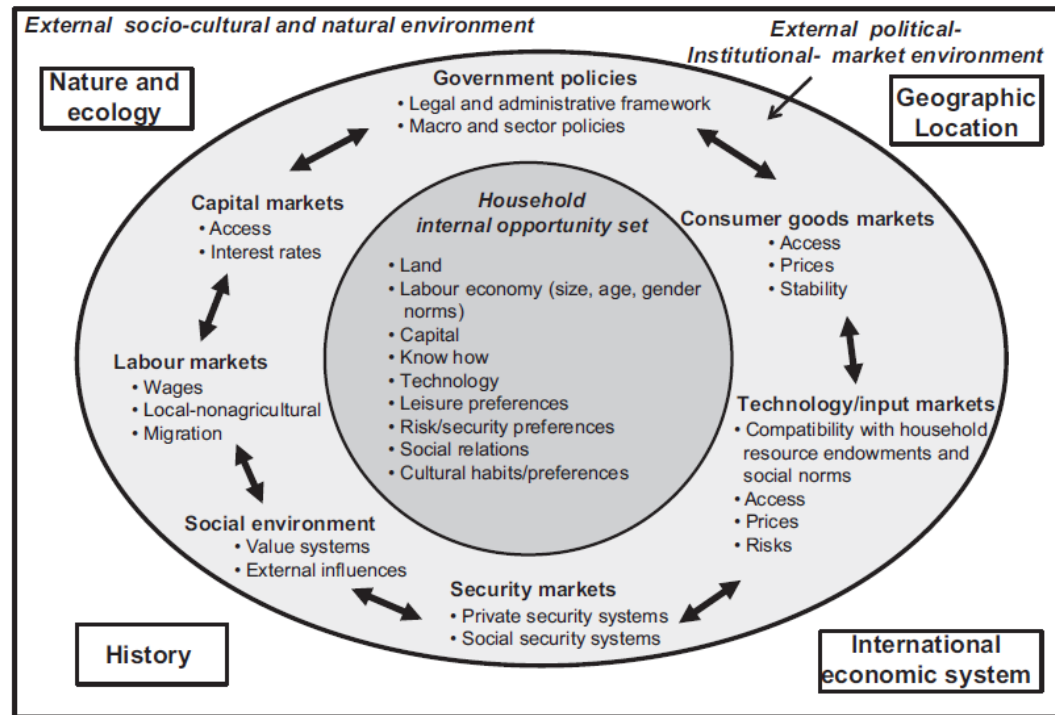 External socio-cultural and natural environment
External political-
Institutional- market environment
Nature and
ecology
Geographic
Location
Government policies
• Legal and administrative framework
• Macro and sector policies
Capital markets
• Access
• Interest rates
Household
internal opportunity set
• Land
• Labour economy (size, age, gender
norms)
• Capital
• Know how
• Technology
• Leisure preferences
• Risk/security preferences
• Social relations
• Cultural habits/preferences
Consumer goods markets
• Access
• Prices
• Stability
Labour markets
• Wages
• Local-nonagricultural
• Migration
Technology/input markets
• Compatibility with household
resource endowments and
social norms
• Access
• Prices
• Risks
Social environment
• Value systems
• External influences
Security markets
• Private security systems
• Social security systems
History
International
economic system